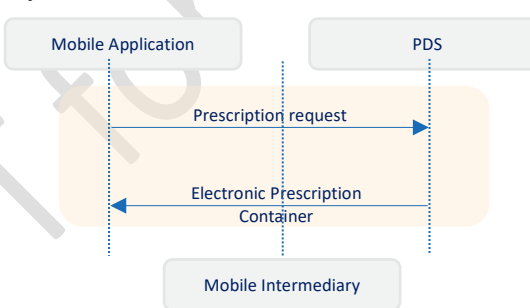 Mobile Application
PDS
Prescription request
Electronic Prescription
Container
Mobile Intermediary